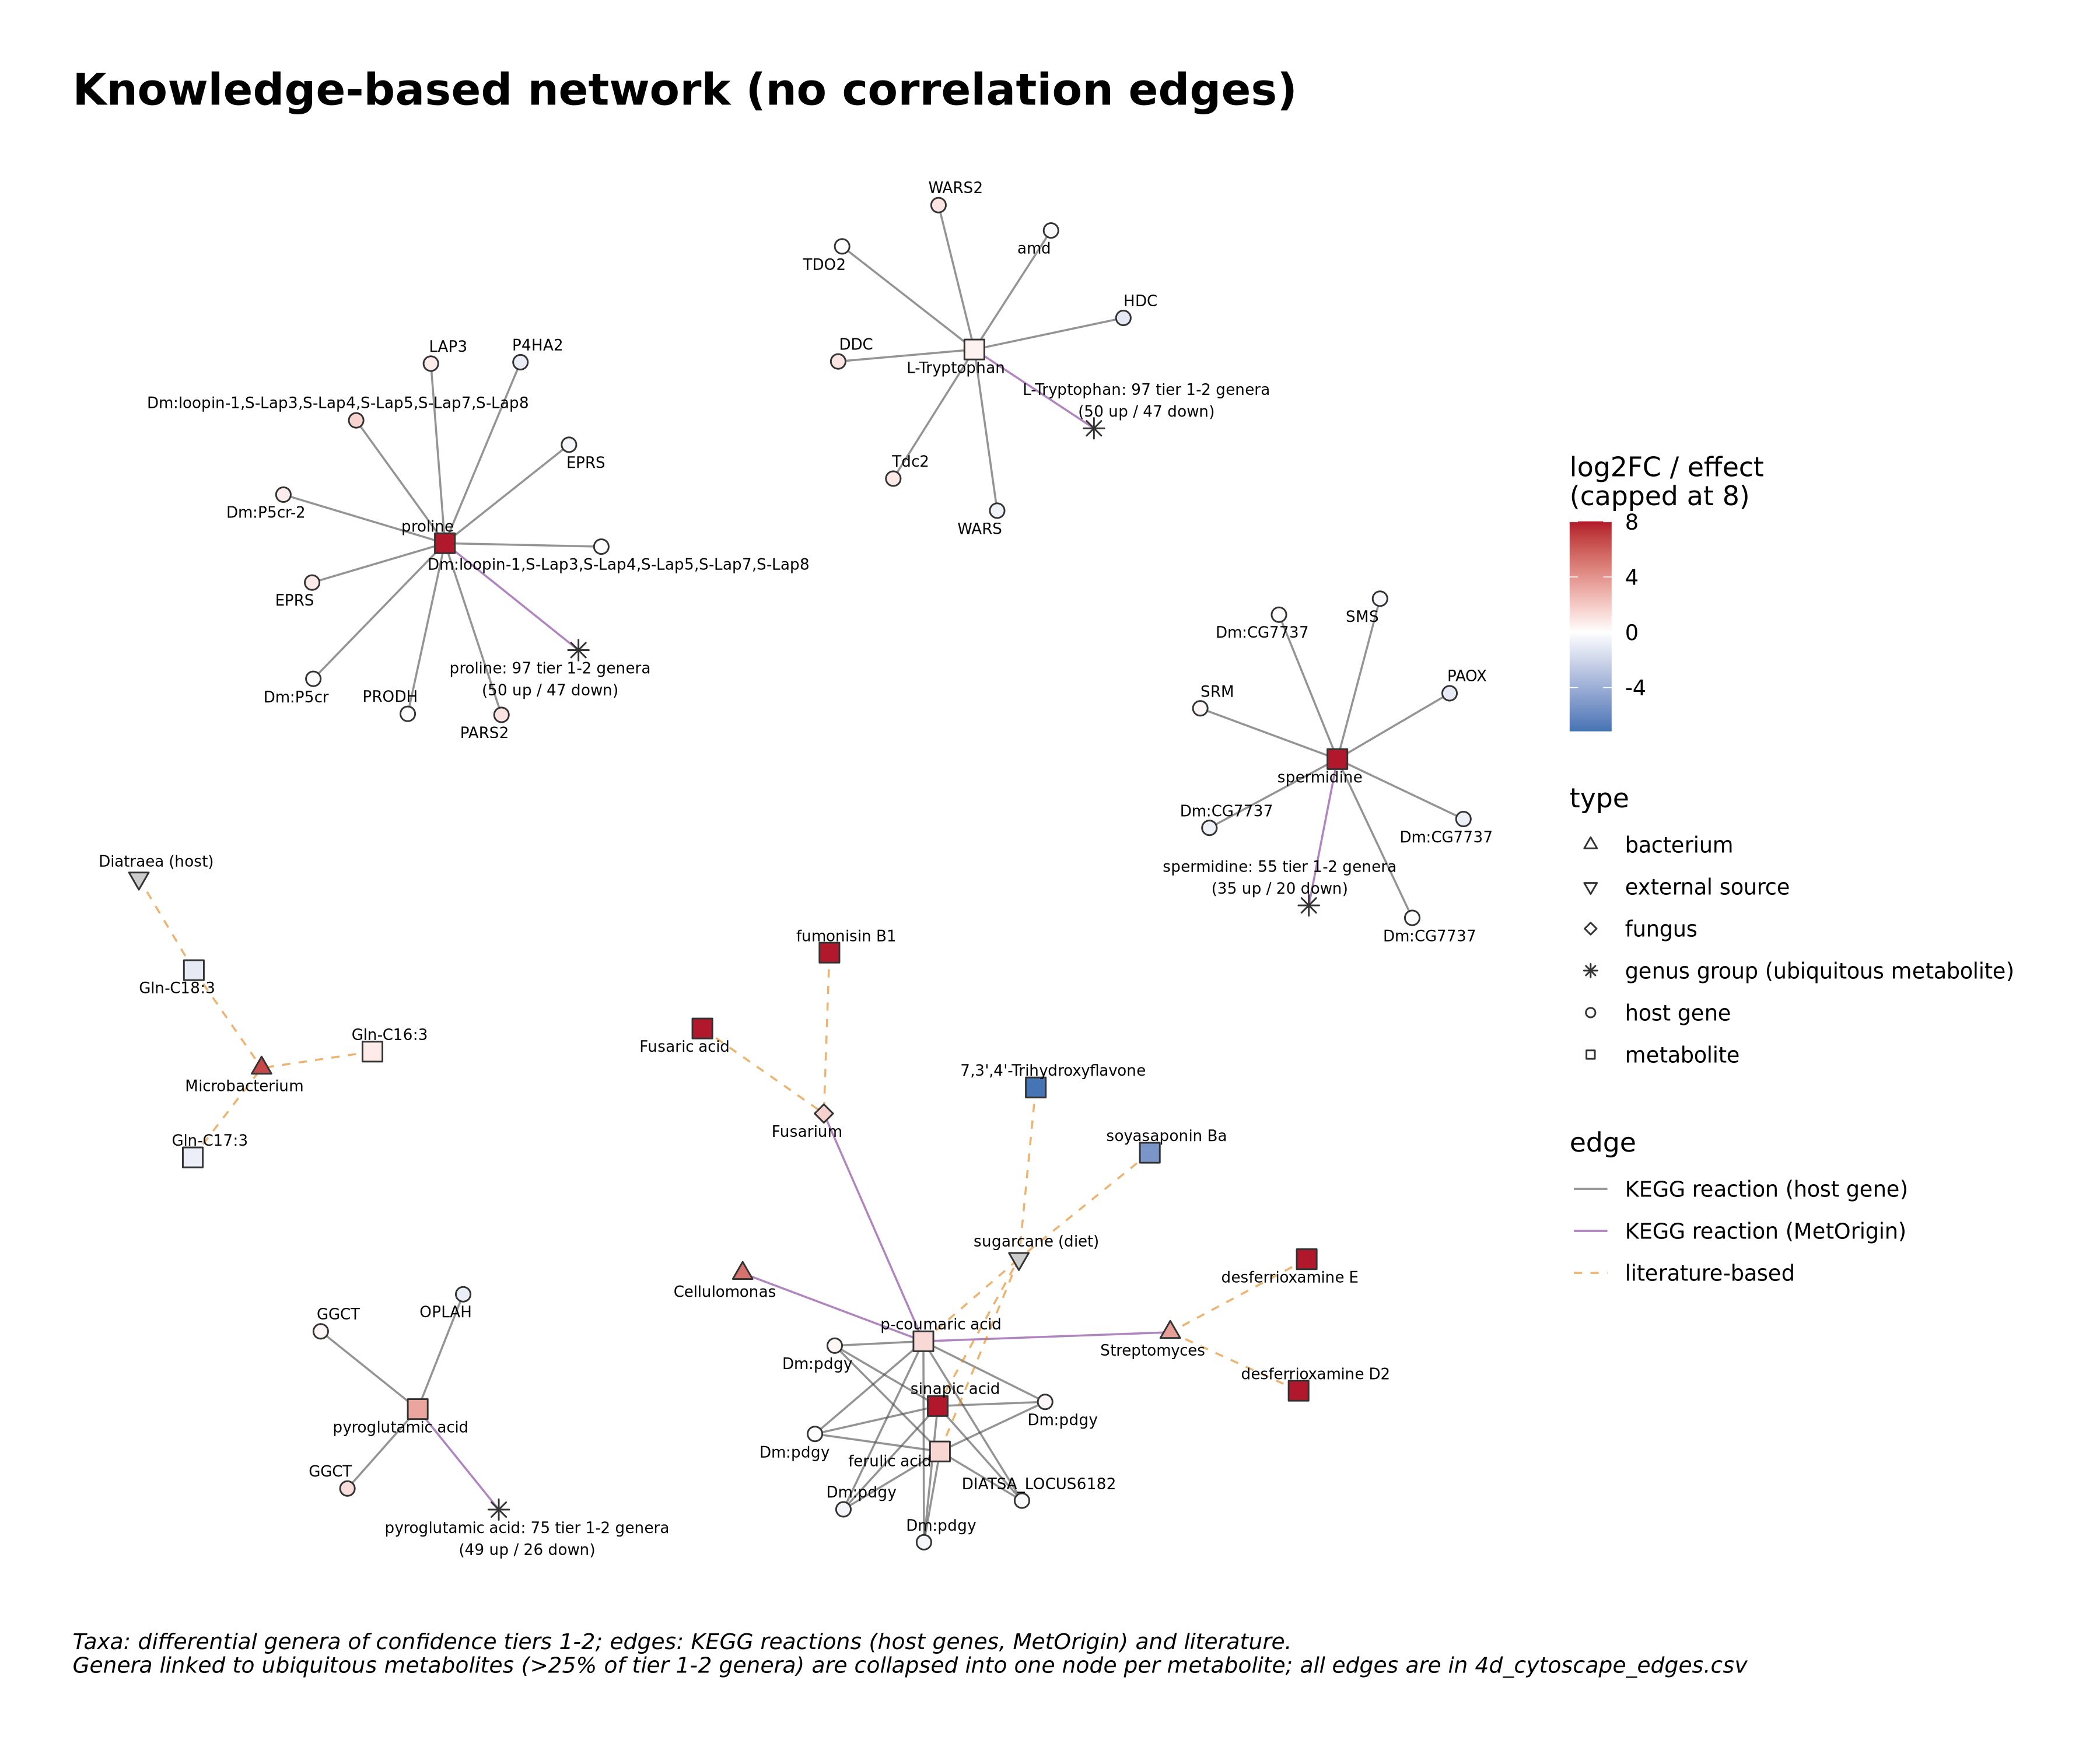 Knowledge-based network (no correlation edges)
WARS2
amd
TDO2
HDC
DDC
L-Tryptophan
L-Tryptophan: 97 tier 1-2 genera
(50 up / 47 down)
Tdc2
WARS
LAP3
P4HA2
Dm:loopin-1,S-Lap3,S-Lap4,S-Lap5,S-Lap7,S-Lap8
EPRS
Dm:P5cr-2
proline
Dm:loopin-1,S-Lap3,S-Lap4,S-Lap5,S-Lap7,S-Lap8
EPRS
proline: 97 tier 1-2 genera
(50 up / 47 down)
Dm:P5cr
PRODH
PARS2
SMS
Dm:CG7737
PAOX
SRM
spermidine
Dm:CG7737
Dm:CG7737
spermidine: 55 tier 1-2 genera
(35 up / 20 down)
Dm:CG7737
Diatraea (host)
Gln-C18:3
Gln-C16:3
Microbacterium
Gln-C17:3
fumonisin B1
Fusaric acid
7,3',4'-Trihydroxyflavone
Fusarium
soyasaponin Ba
sugarcane (diet)
Cellulomonas
desferrioxamine E
p-coumaric acid
Streptomyces
Dm:pdgy
desferrioxamine D2
sinapic acid
Dm:pdgy
Dm:pdgy
ferulic acid
DIATSA_LOCUS6182
Dm:pdgy
Dm:pdgy
GGCT
OPLAH
pyroglutamic acid
GGCT
pyroglutamic acid: 75 tier 1-2 genera
(49 up / 26 down)
log2FC / effect
(capped at 8)
8
4
0
-4
type
bacterium
external source
fungus
genus group (ubiquitous metabolite)
host gene
metabolite
edge
KEGG reaction (host gene)
KEGG reaction (MetOrigin)
literature-based
Taxa: differential genera of confidence tiers 1-2; edges: KEGG reactions (host genes, MetOrigin) and literature.
Genera linked to ubiquitous metabolites (>25% of tier 1-2 genera) are collapsed into one node per metabolite; all edges are in 4d_cytoscape_edges.csv